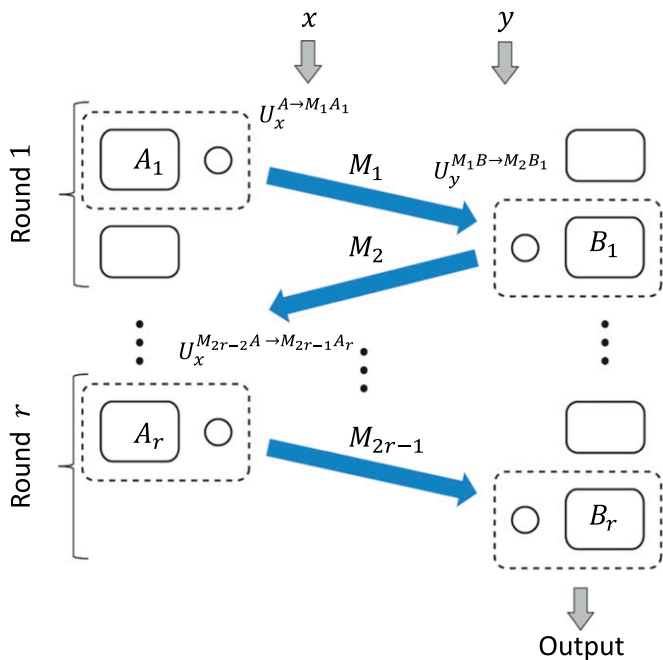 x y
U_x^{A→M_1A_1}
Round 1
A_1
M_1
U_y^{M_1B→M_2B_1}
M_2
B_1
U_x^{M_{2r−2}A→M_{2r−1}A_r}
Round r
A_r
M_{2r−1}
B_r
Output